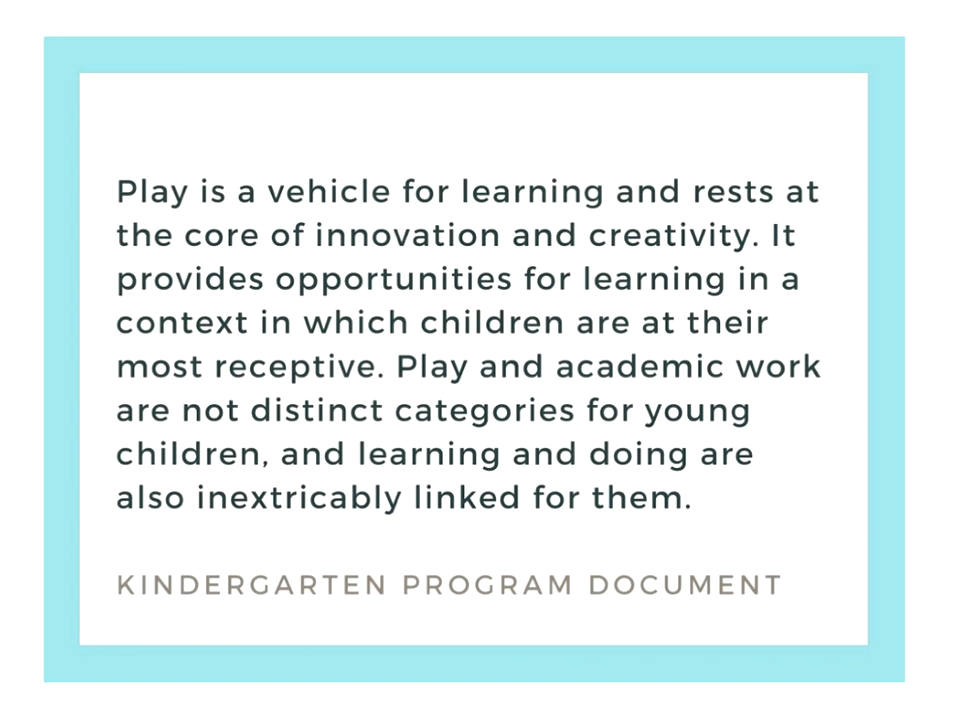 Play is a vehicle for learning and rests at
the core of innovation and creativity. It
provides opportunities for learning in a
context in which children are at their
most receptive. Play and academic work
are not distinct categories for young
children, and learning and doing are
also inextricably linked for them.
KINDERGARTEN PROGRAM DOCUMENT